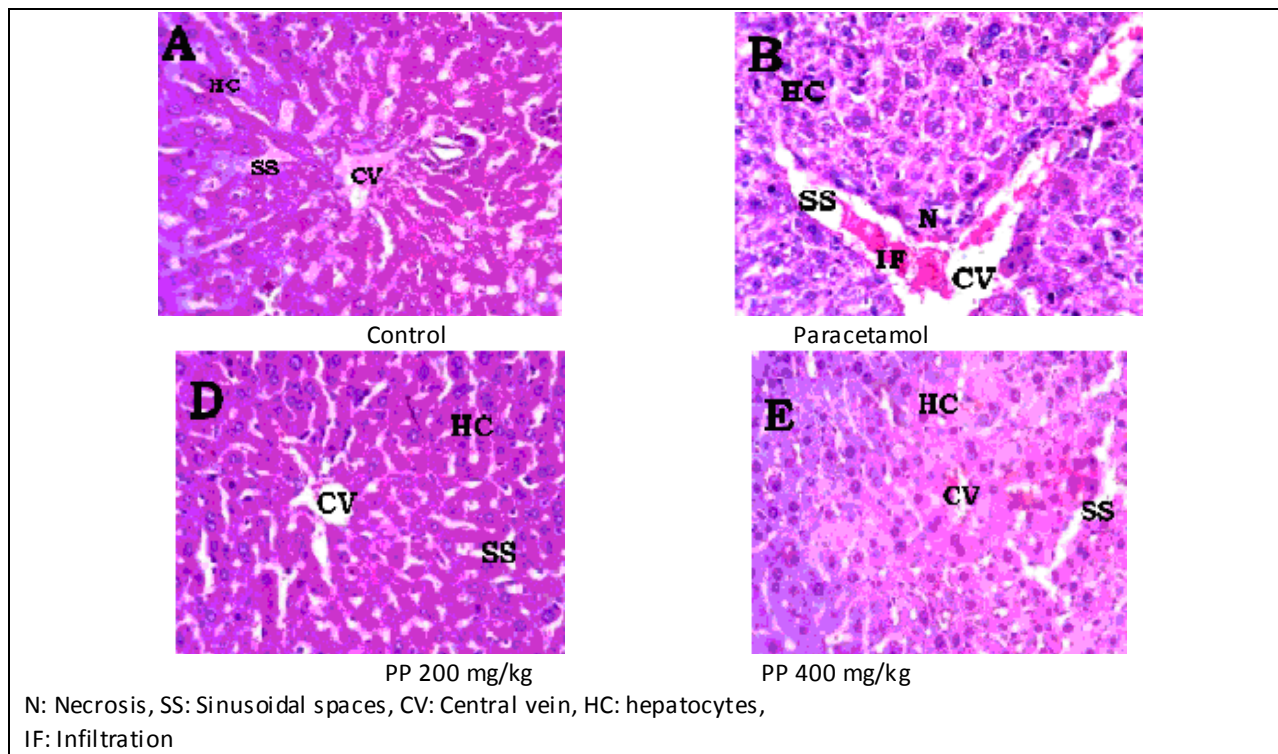 A
HC
SS
CV
B
HC
SS
N
IF
CV
Control
Paracetamol
D
HC
CV
SS
E
HC
CV
SS
PP 200 mg/kg
PP 400 mg/kg
N: Necrosis, SS: Sinusoidal spaces, CV: Central vein, HC: hepatocytes,
IF: Infiltration